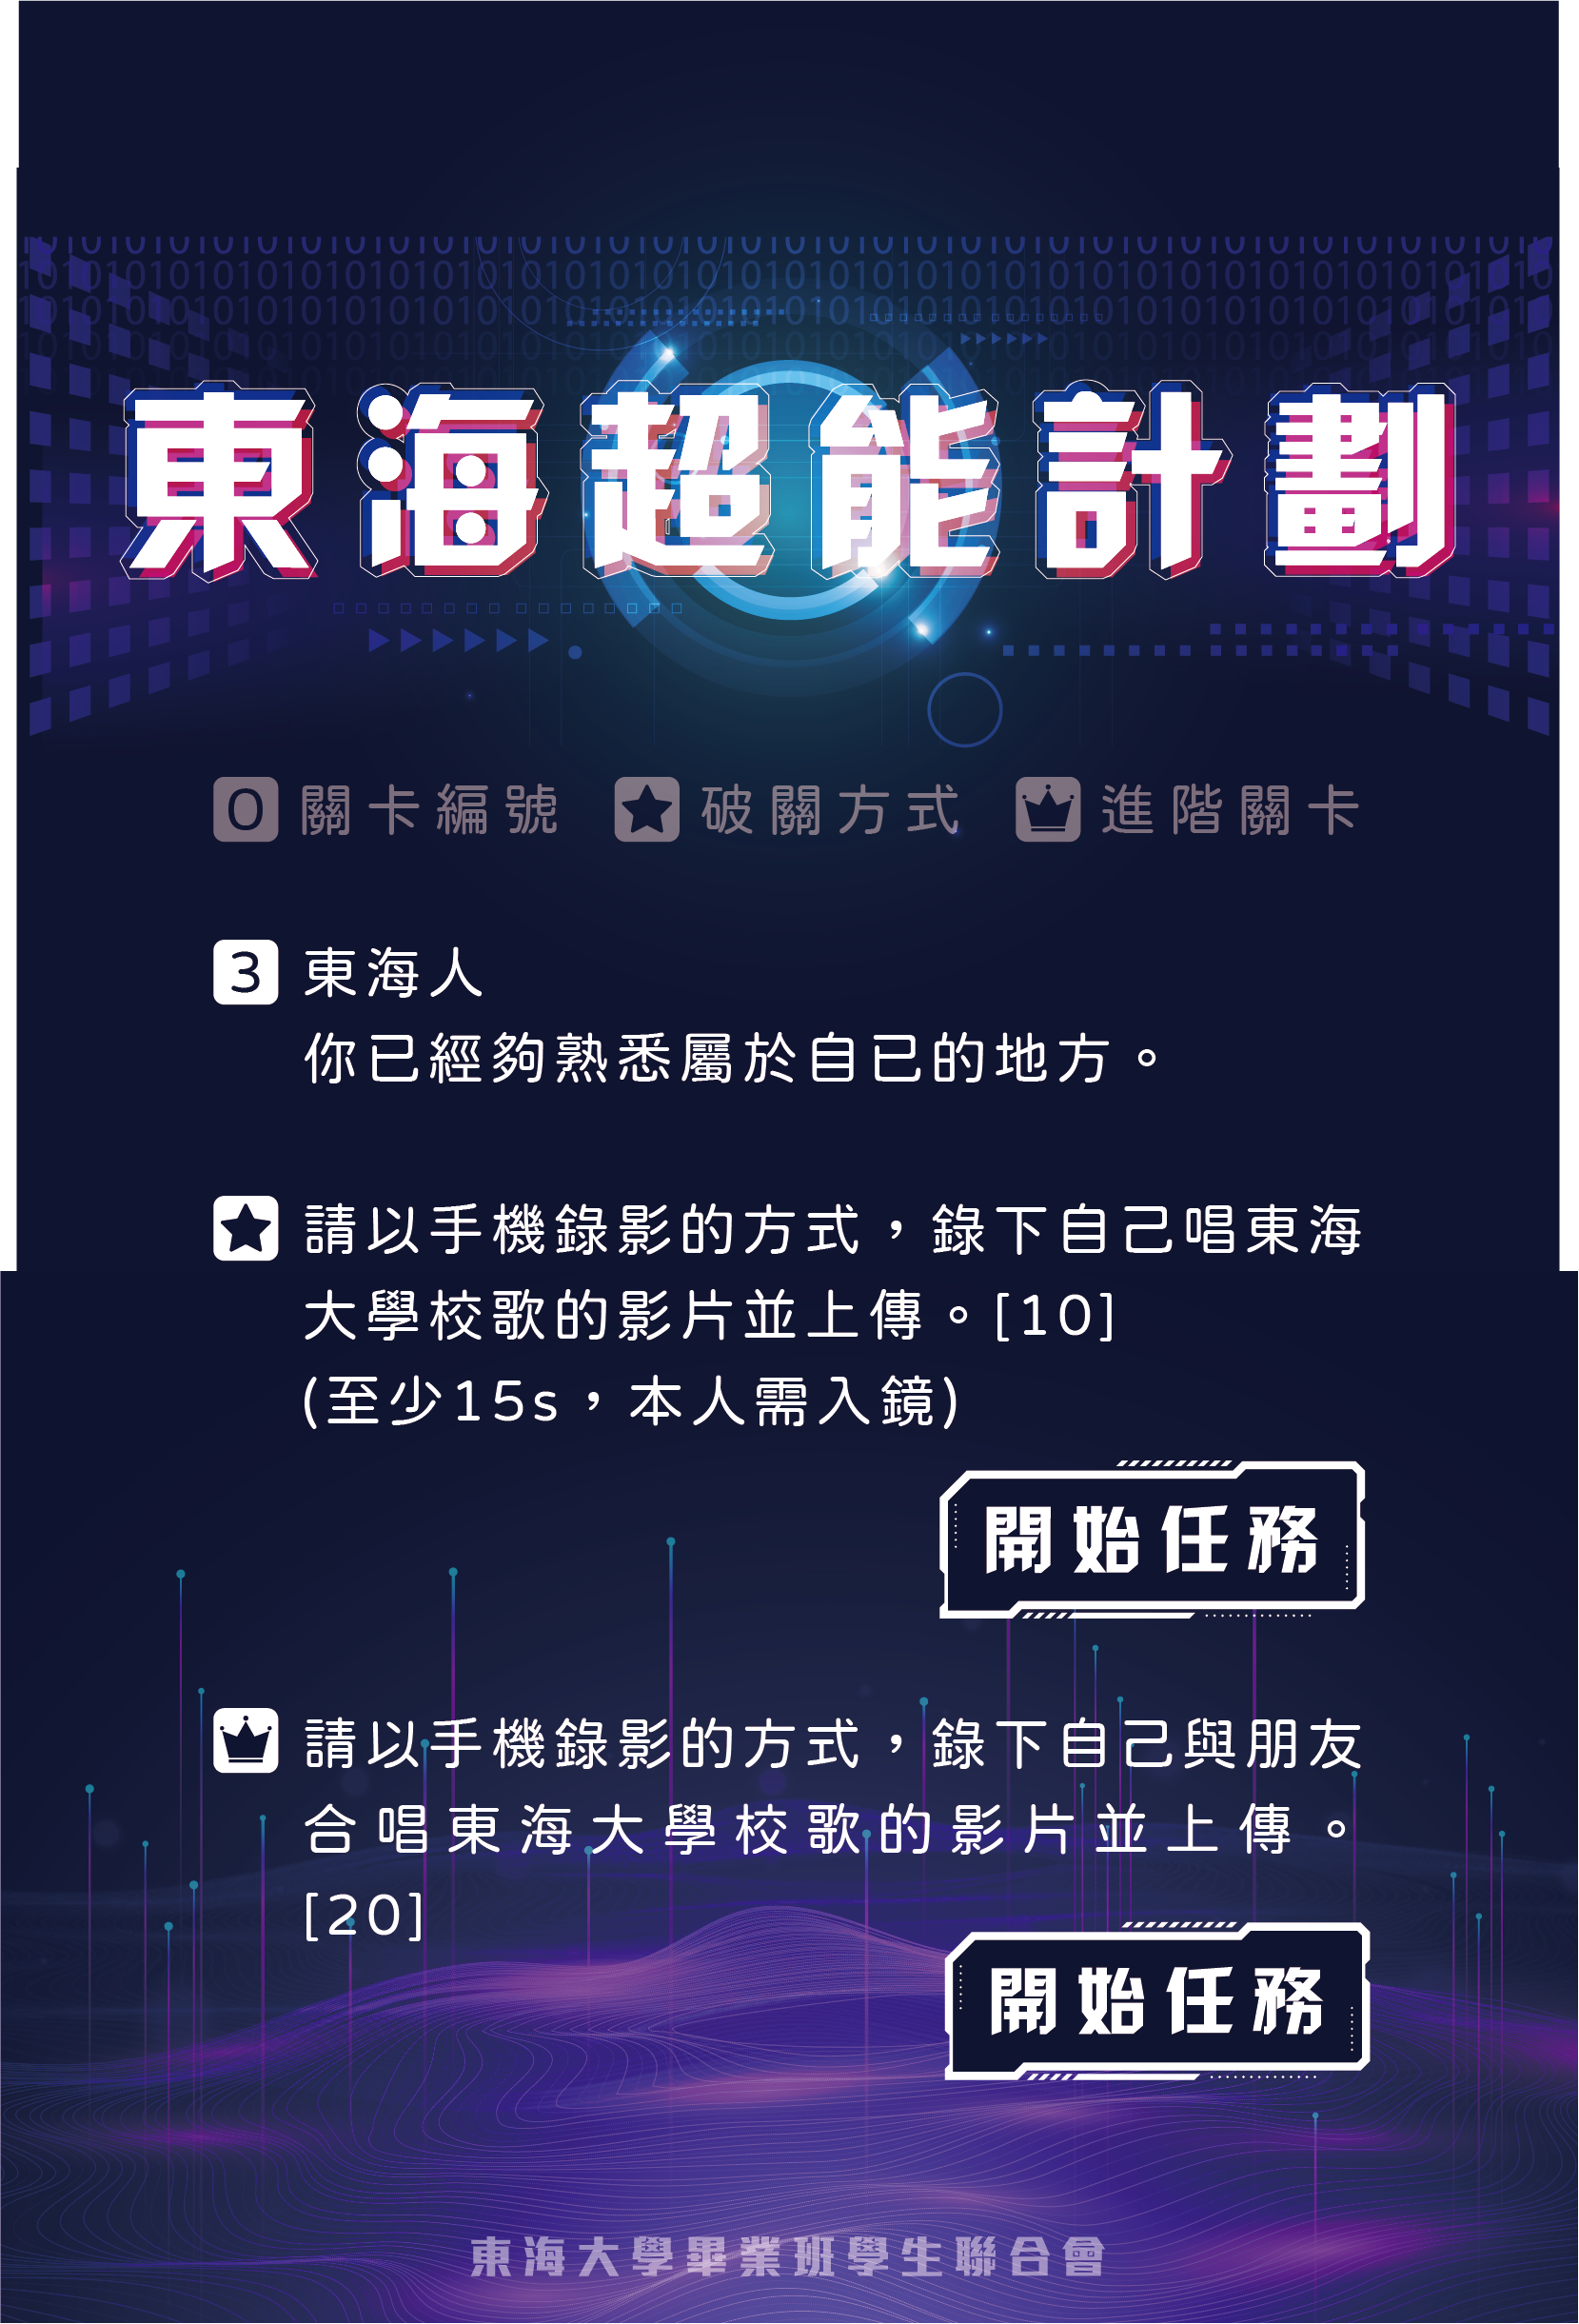 東海超能計劃
0 關卡編號 破關方式 進階關卡
3 東海人
你已經夠熟悉屬於自已的地方。
請以手機錄影的方式，錄下自己唱東海
大學校歌的影片並上傳。[10]
(至少15s，本人需入鏡)
開始任務
請以手機錄影的方式，錄下自己與朋友
合唱東海大學校歌的影片並上傳。
[20]
開始任務
東海大學畢業班學生聯合會